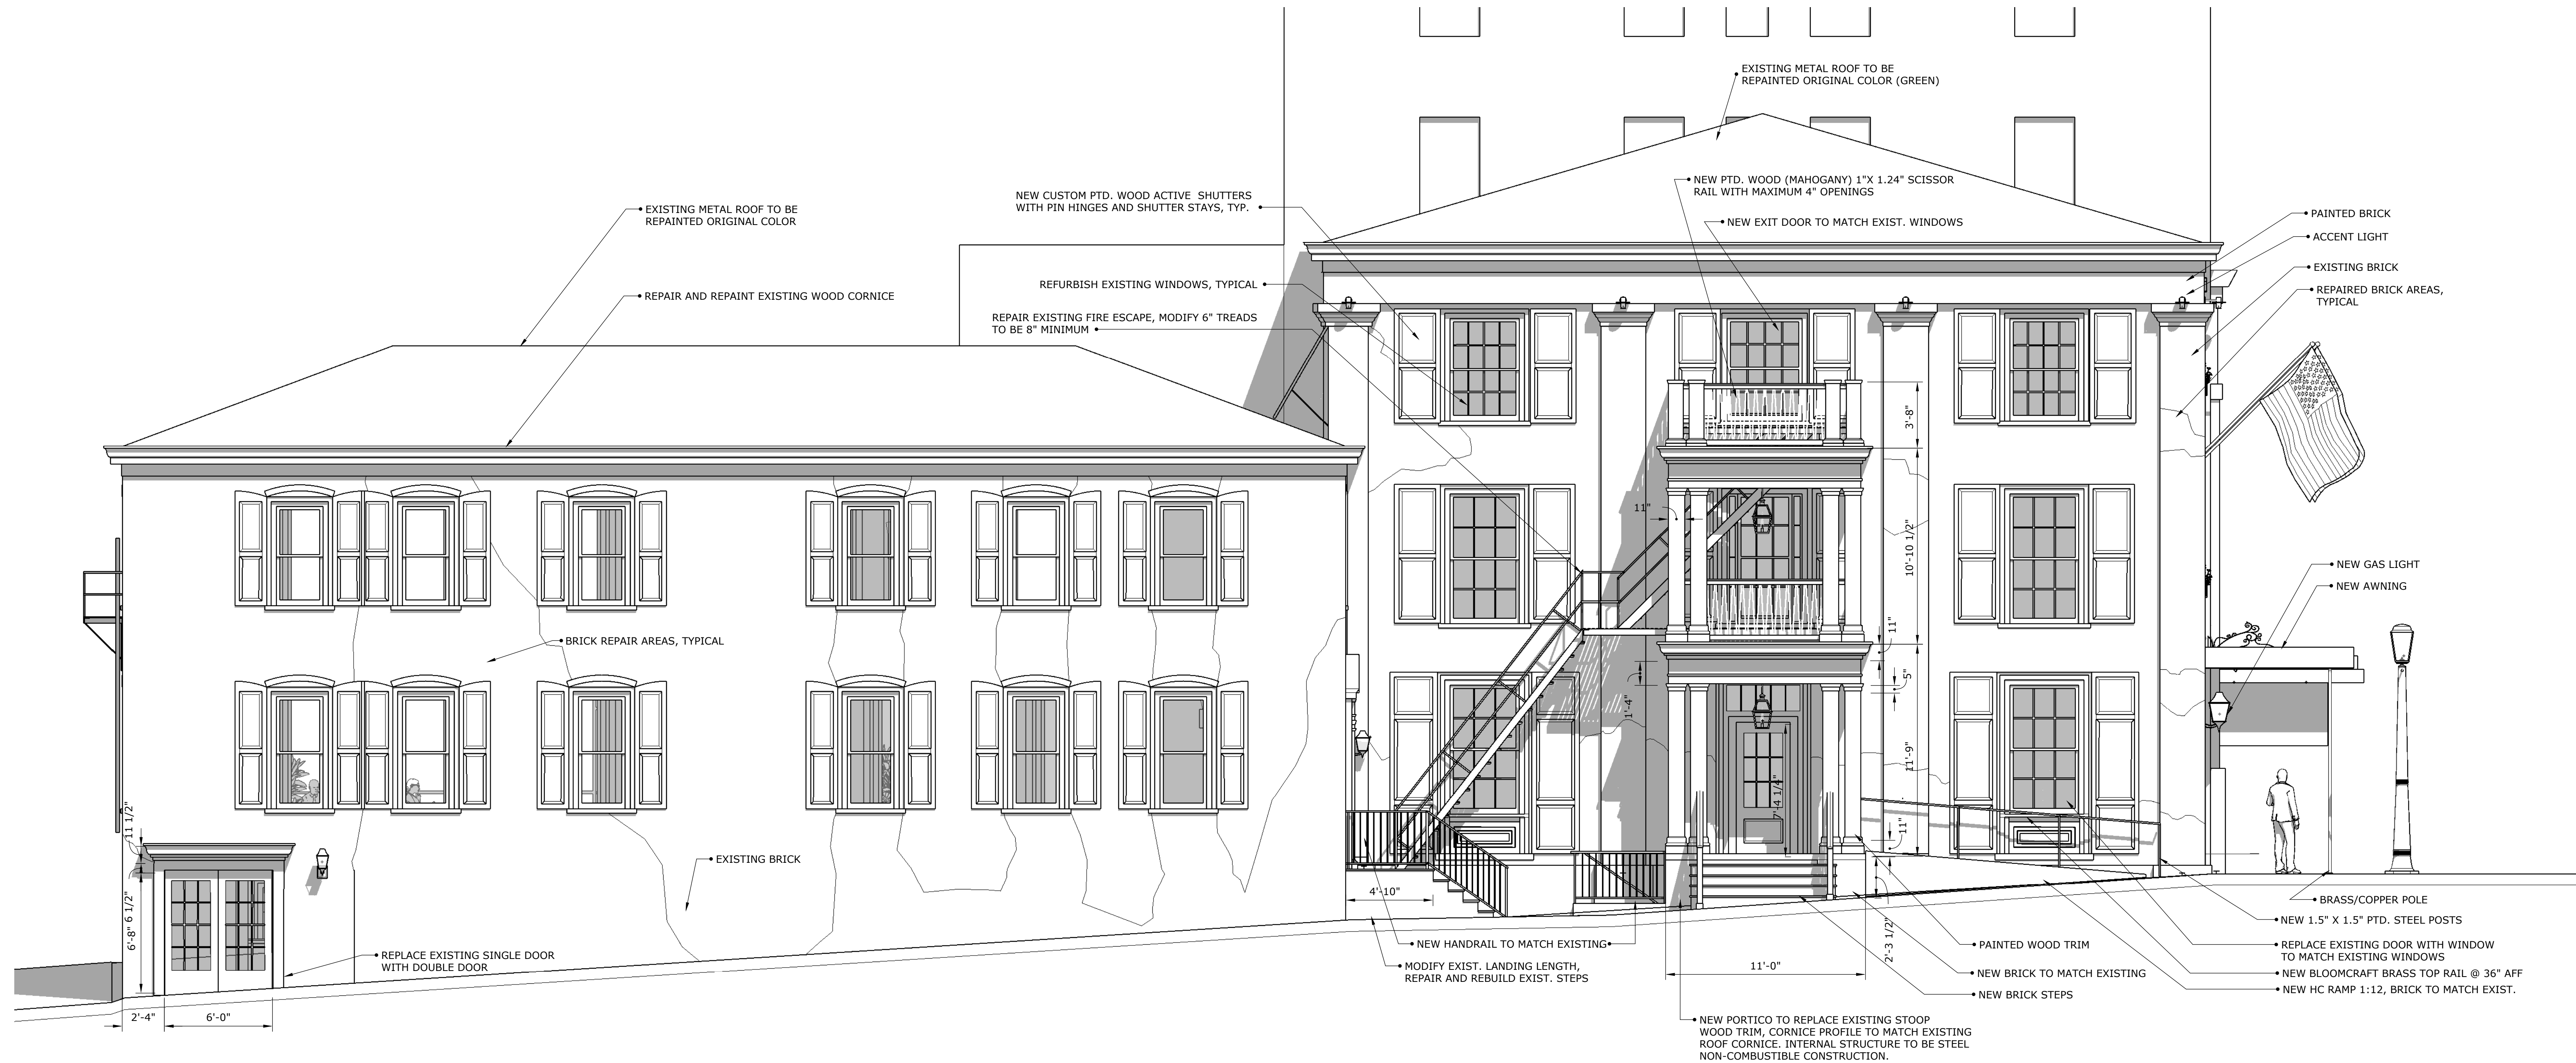 EXISTING METAL ROOF TO BE
REPAINTED ORIGINAL COLOR (GREEN)
NEW CUSTOM PTD. WOOD ACTIVE SHUTTERS
WITH PIN HINGES AND SHUTTER STAYS, TYP.
NEW PTD. WOOD (MAHOGANY) 1"X 1.24" SCISSOR
RAIL WITH MAXIMUM 4" OPENINGS
EXISTING METAL ROOF TO BE
REPAINTED ORIGINAL COLOR
NEW EXIT DOOR TO MATCH EXIST. WINDOWS
PAINTED BRICK
ACCENT LIGHT
EXISTING BRICK
REPAIRED BRICK AREAS,
TYPICAL
REFURBISH EXISTING WINDOWS, TYPICAL
REPAIR AND REPAINT EXISTING WOOD CORNICE
REPAIR EXISTING FIRE ESCAPE, MODIFY 6" TREADS
TO BE 8" MINIMUM
3'-8"
11"
10'-10 1/2"
NEW GAS LIGHT
NEW AWNING
BRICK REPAIR AREAS, TYPICAL
11"
5"
1'-4"
11'-9"
7'-4 1/4"
11"
11 1/2"
EXISTING BRICK
4'-10"
6'-8" 6 1/2"
BRASS/COPPER POLE
NEW 1.5" X 1.5" PTD. STEEL POSTS
2'-3 1/2"
NEW HANDRAIL TO MATCH EXISTING
PAINTED WOOD TRIM
REPLACE EXISTING DOOR WITH WINDOW
TO MATCH EXISTING WINDOWS
REPLACE EXISTING SINGLE DOOR
WITH DOUBLE DOOR
MODIFY EXIST. LANDING LENGTH,
REPAIR AND REBUILD EXIST. STEPS
11'-0"
NEW BRICK TO MATCH EXISTING
NEW BLOOMCRAFT BRASS TOP RAIL @ 36" AFF
NEW HC RAMP 1:12, BRICK TO MATCH EXIST.
NEW BRICK STEPS
2'-4"
6'-0"
NEW PORTICO TO REPLACE EXISTING STOOP
WOOD TRIM, CORNICE PROFILE TO MATCH EXISTING
ROOF CORNICE. INTERNAL STRUCTURE TO BE STEEL
NON-COMBUSTIBLE CONSTRUCTION.